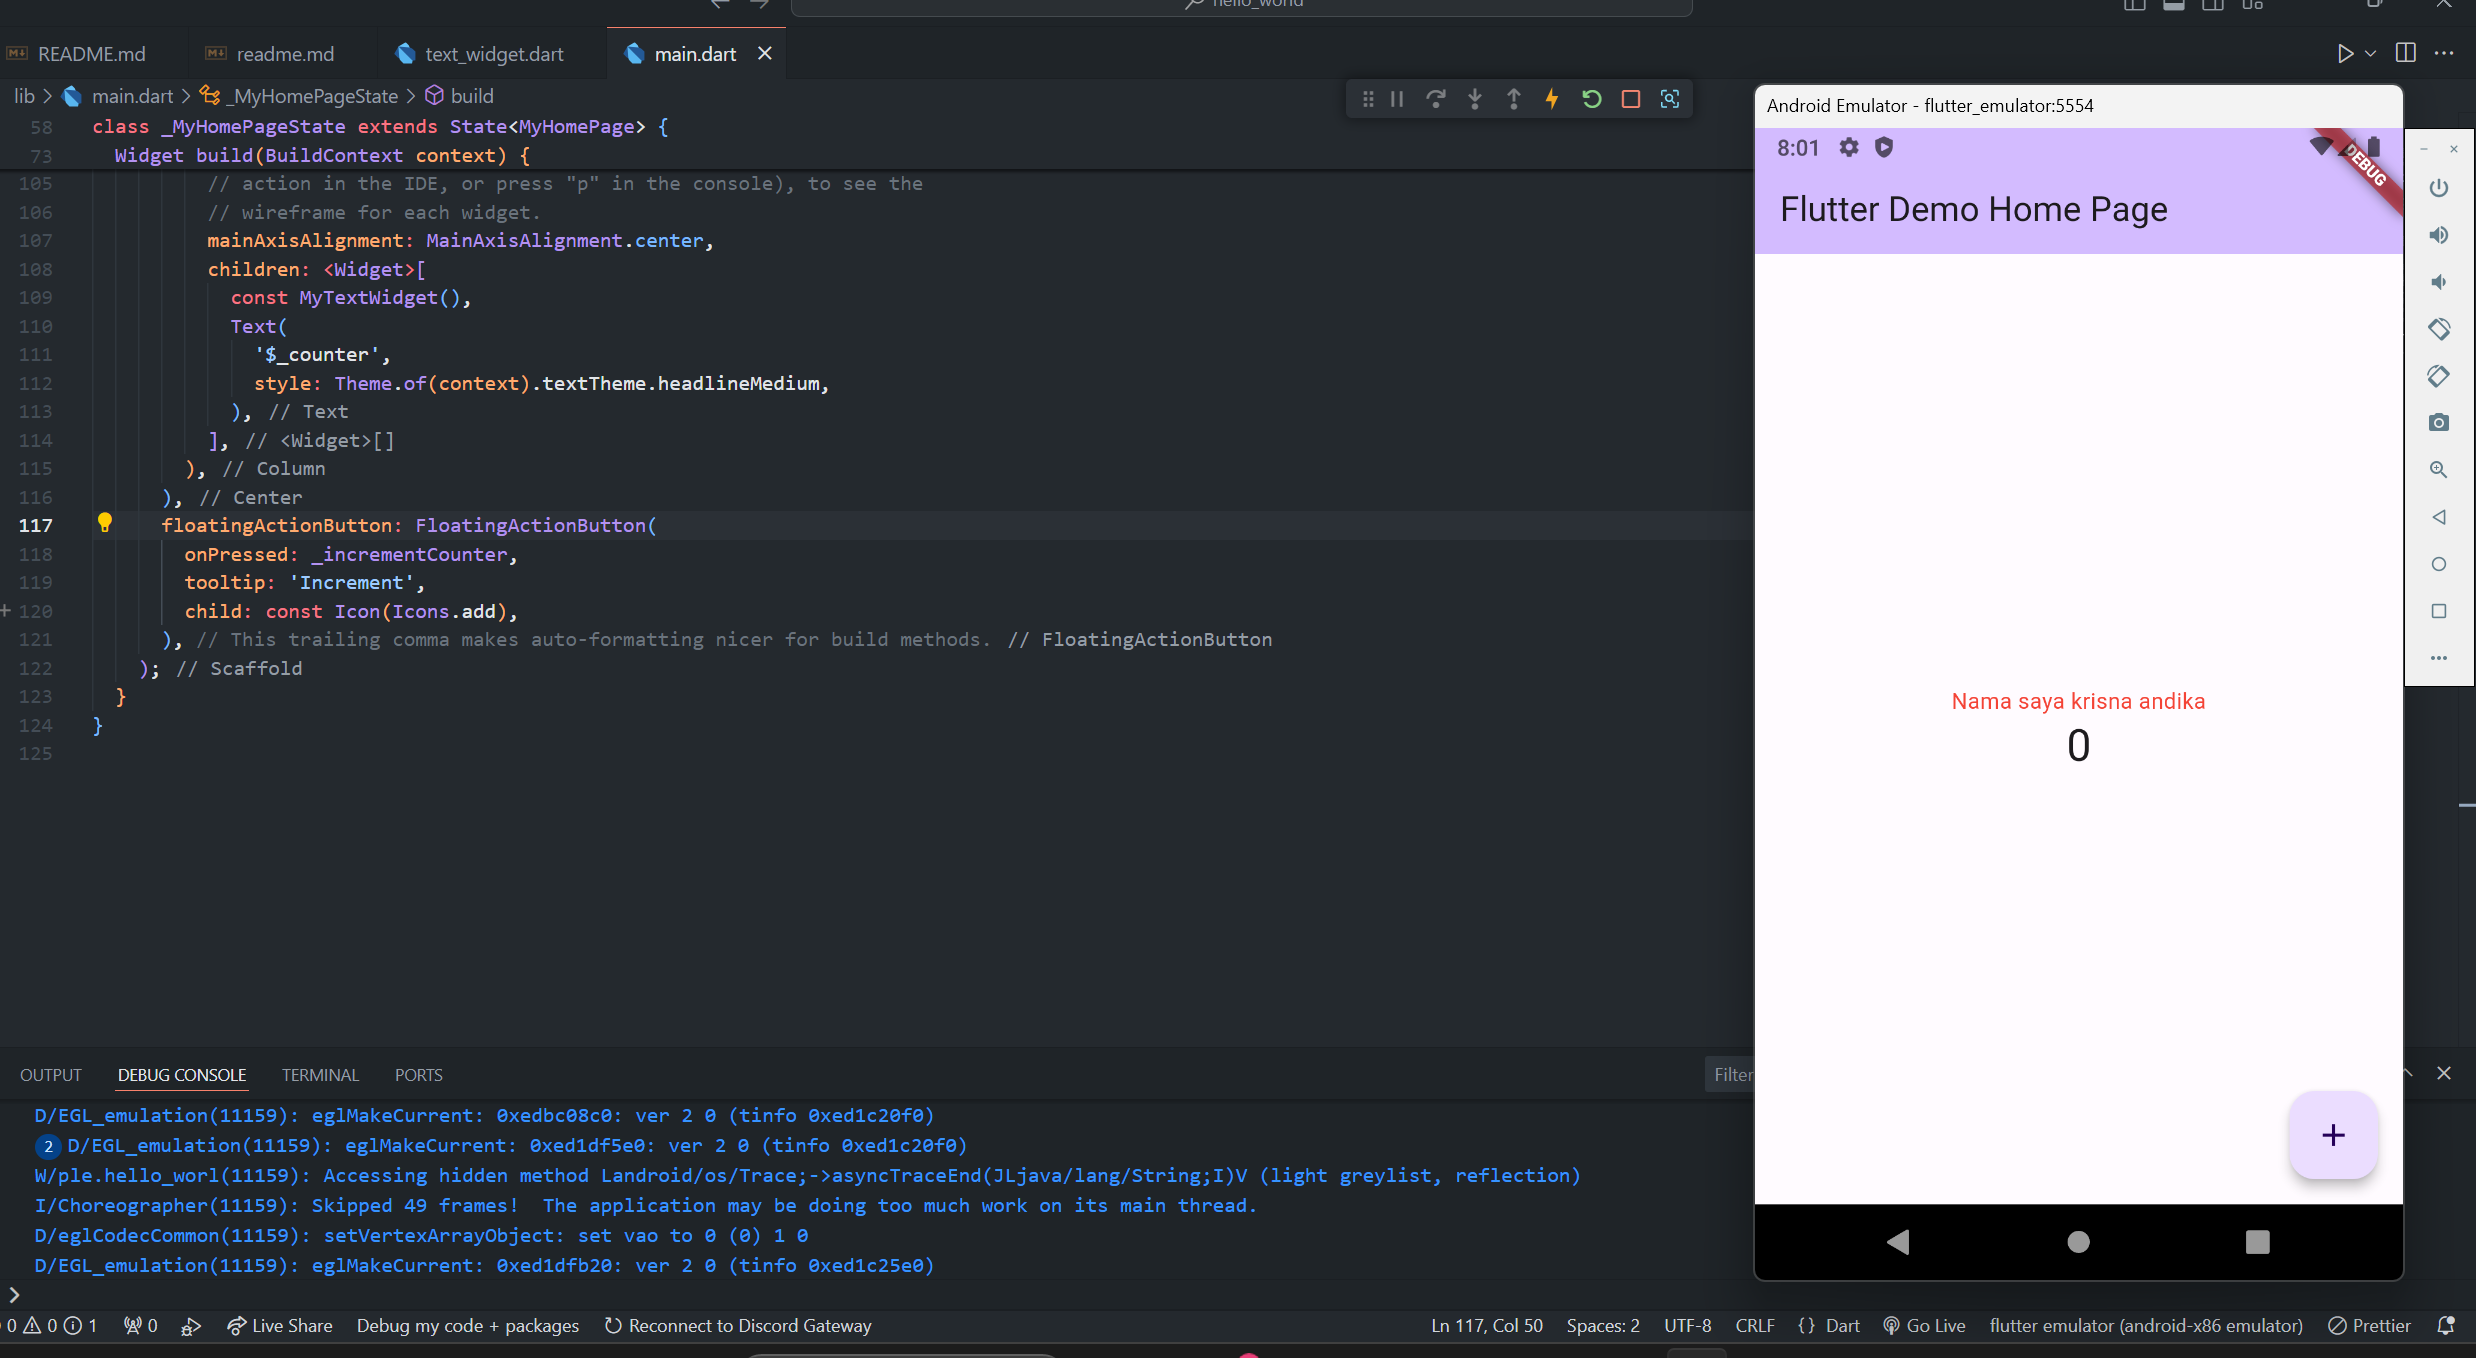 hello_world
README.md
readme.md
text_widget.dart
main.dart
lib > main.dart > _MyHomePageState > build
58 class _MyHomePageState extends State<MyHomePage> {
73 Widget build(BuildContext context) {
105 // action in the IDE, or press "p" in the console), to see the
106 // wireframe for each widget.
107 mainAxisAlignment: MainAxisAlignment.center,
108 children: <Widget>[
109 const MyTextWidget(),
110 Text(
111 '$_counter',
112 style: Theme.of(context).textTheme.headlineMedium,
113 ), // Text
114 ], // <Widget>[]
115 ), // Column
116 ), // Center
117 floatingActionButton: FloatingActionButton(
118 onPressed: _incrementCounter,
119 tooltip: 'Increment',
120 child: const Icon(Icons.add),
121 ), // This trailing comma makes auto-formatting nicer for build methods. // FloatingActionButton
122 ); // Scaffold
123 }
124 }
125
Android Emulator - flutter_emulator:5554
8:01
DEBUG
Flutter Demo Home Page
Nama saya krisna andika
0
OUTPUT
DEBUG CONSOLE
TERMINAL
PORTS
Filter
D/EGL_emulation(11159): eglMakeCurrent: 0xedbc08c0: ver 2 0 (tinfo 0xed1c20f0)
2 D/EGL_emulation(11159): eglMakeCurrent: 0xed1df5e0: ver 2 0 (tinfo 0xed1c20f0)
W/ple.hello_worl(11159): Accessing hidden method Landroid/os/Trace;->asyncTraceEnd(JLjava/lang/String;I)V (light greylist, reflection)
I/Choreographer(11159): Skipped 49 frames!  The application may be doing too much work on its main thread.
D/eglCodecCommon(11159): setVertexArrayObject: set vao to 0 (0) 1 0
D/EGL_emulation(11159): eglMakeCurrent: 0xed1dfb20: ver 2 0 (tinfo 0xed1c25e0)
0 0 1 0 Live Share Debug my code + packages Reconnect to Discord Gateway Ln 117, Col 50 Spaces: 2 UTF-8 CRLF {} Dart Go Live flutter emulator (android-x86 emulator) Prettier